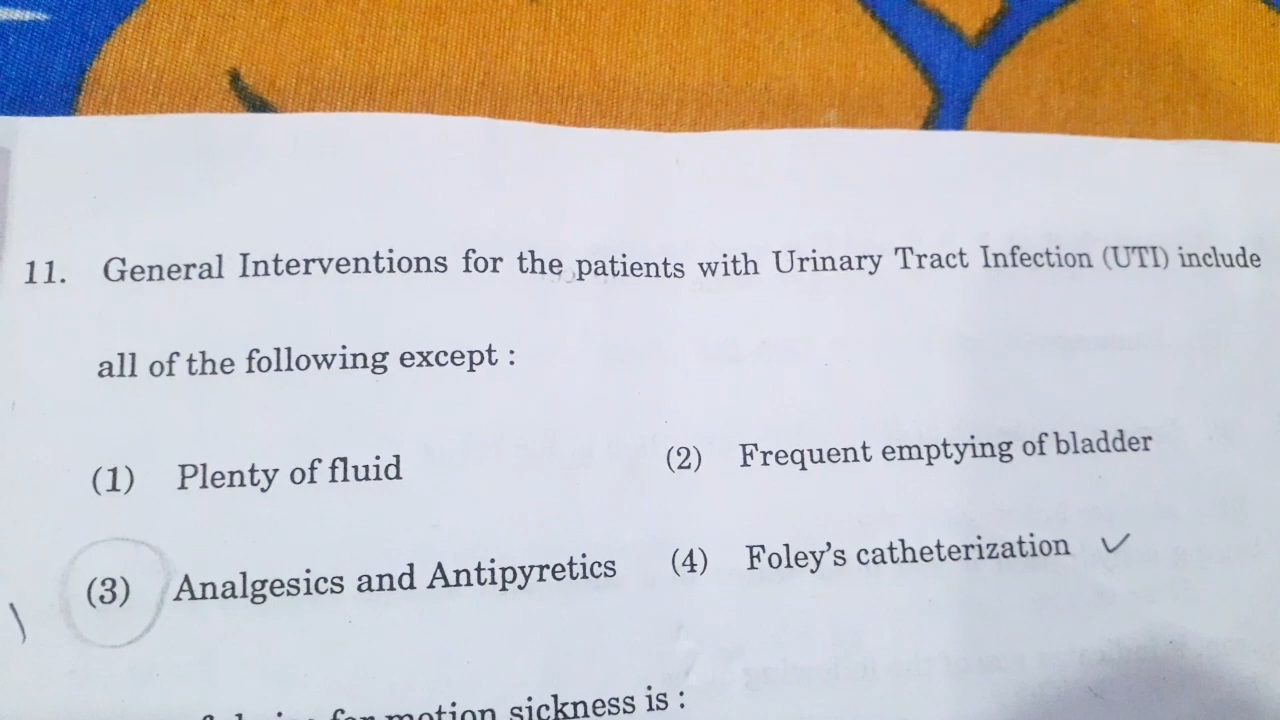 11. General Interventions for the patients with Urinary Tract Infection (UTI) include
all of the following except :
(1) Plenty of fluid (2) Frequent emptying of bladder
(3) Analgesics and Antipyretics (4) Foley's catheterization ✓
for motion sickness is :